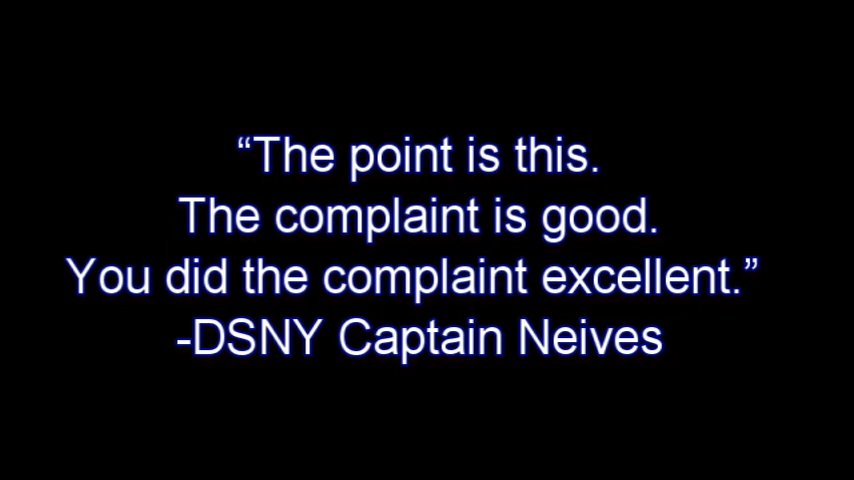 “The point is this.
The complaint is good.
You did the complaint excellent.”
-DSNY Captain Neives